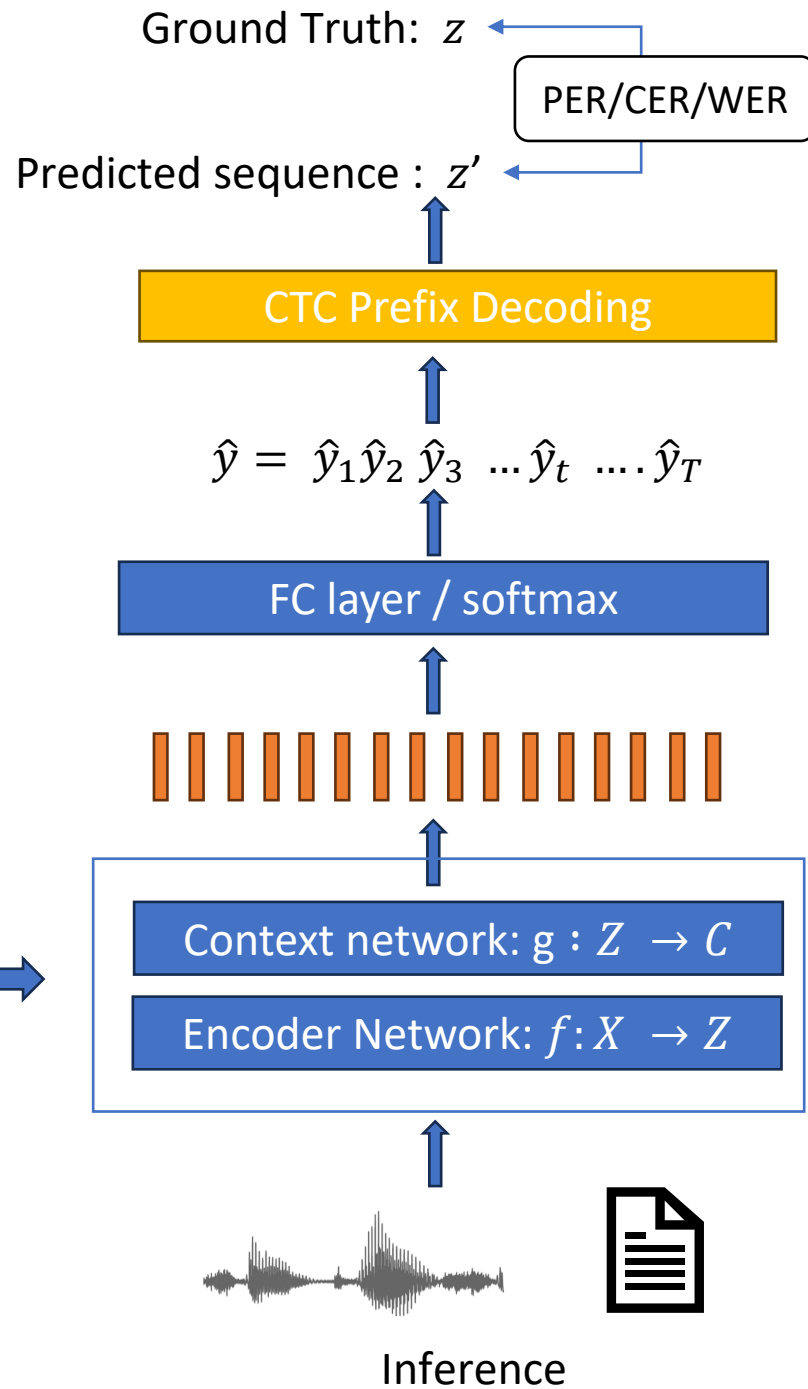 Ground Truth: z
PER/CER/WER
Predicted sequence : z’
CTC Prefix Decoding
ŷ = ŷ₁ŷ₂ ŷ₃ …ŷₜ ….ŷ_T
FC layer / softmax
Context network: g : Z → C
Encoder Network: f: X → Z
Inference